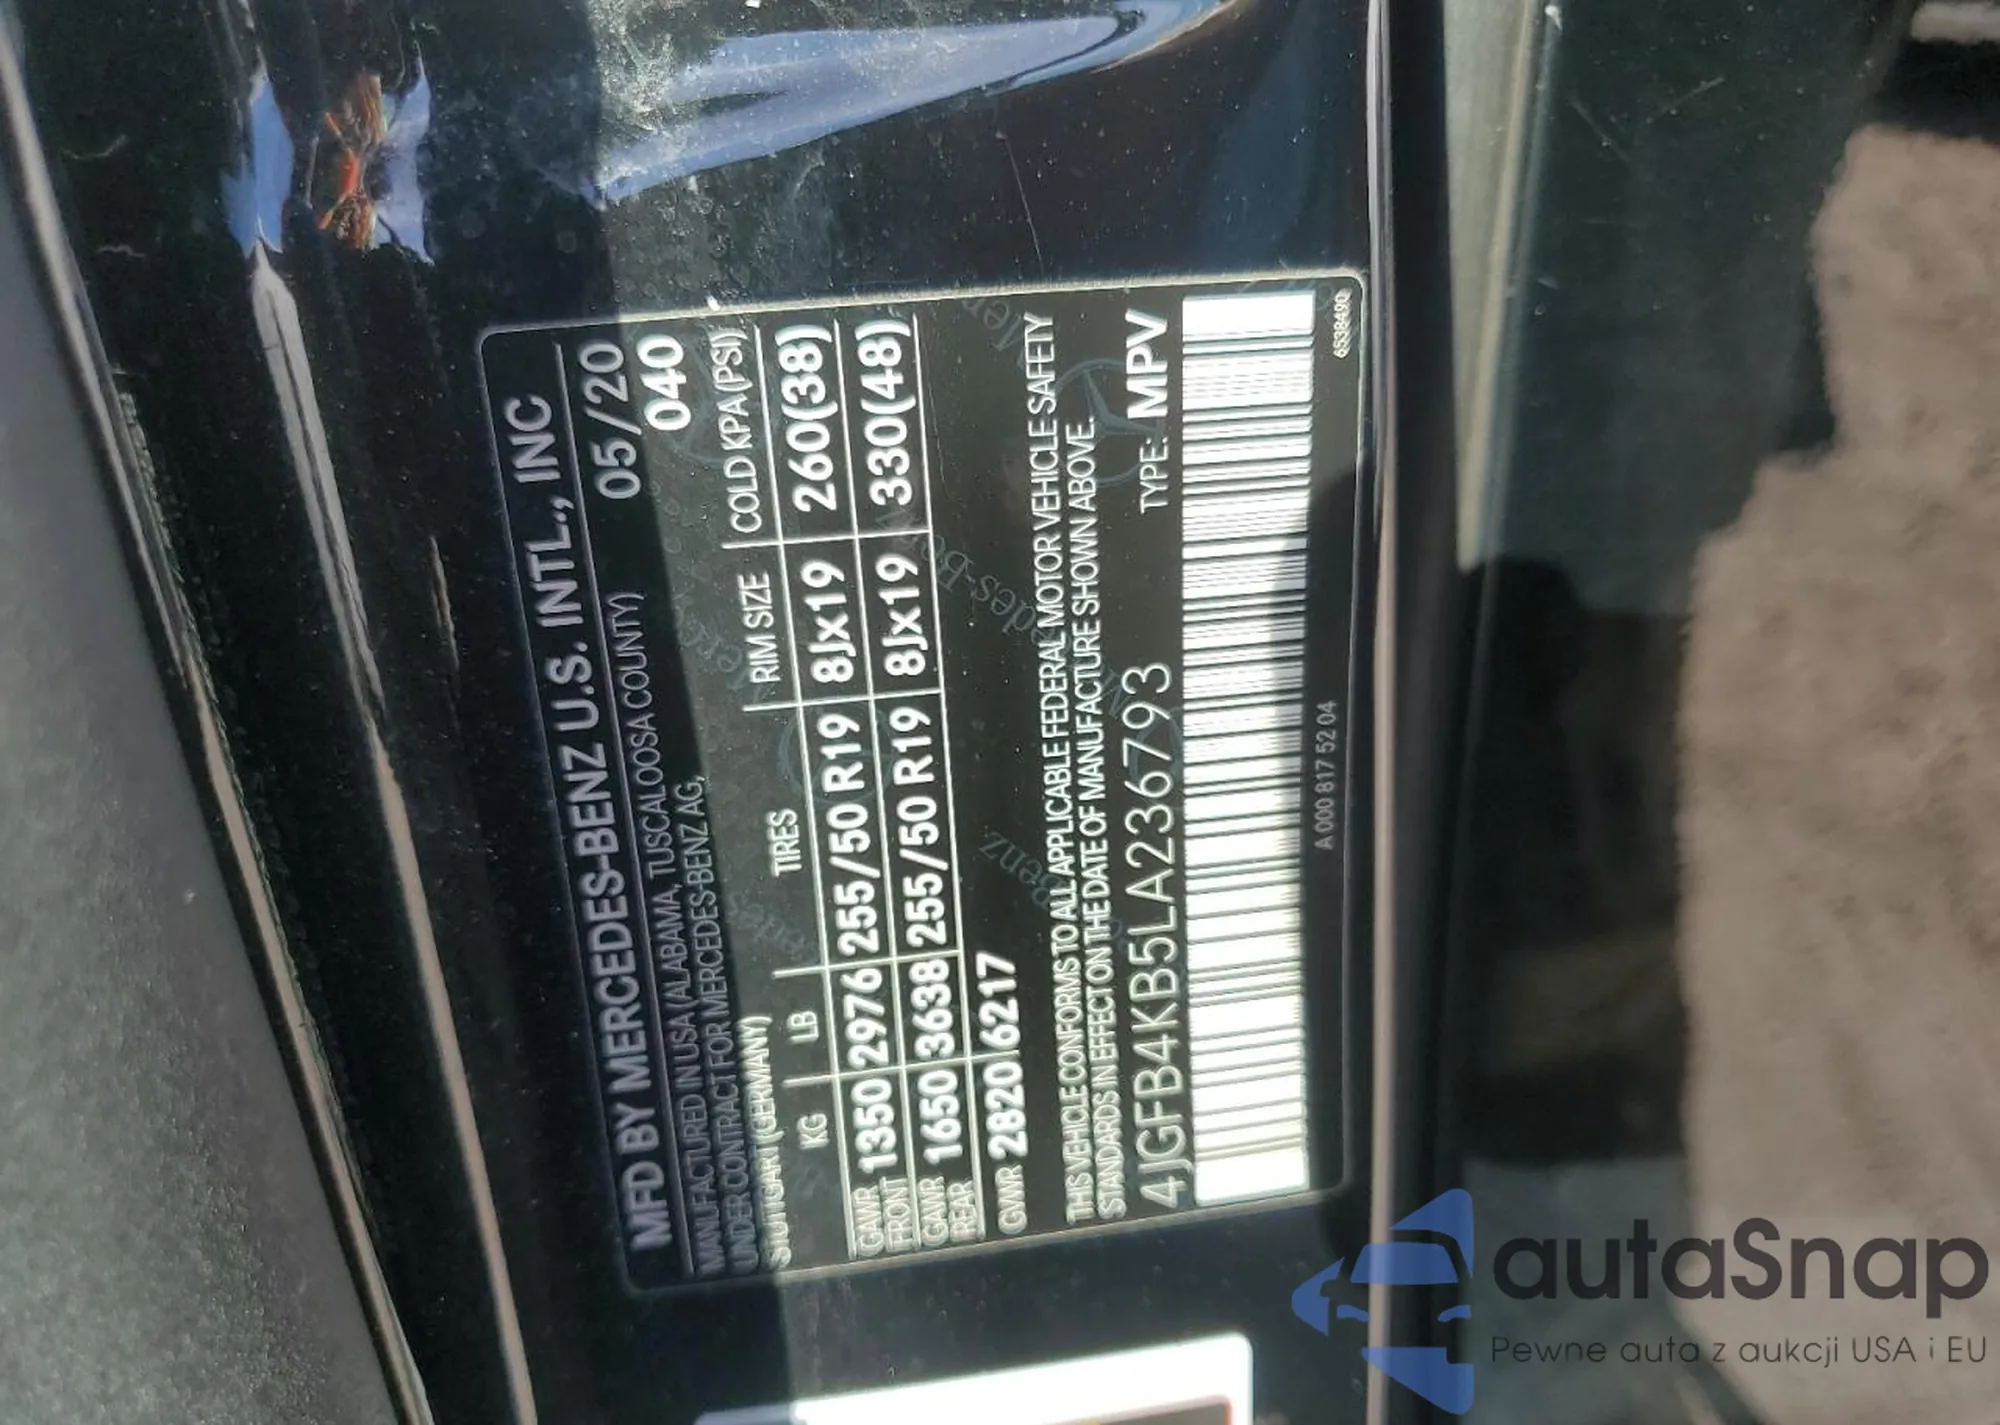 MFD BY MERCEDES-BENZ U.S. INTL., INC
MANUFACTURED IN USA (ALABAMA, TUSCALOOSA COUNTY) 05/20
UNDER CONTRACT FOR MERCEDES-BENZ AG, 040
STUTTGART (GERMANY)
KG LB TIRES RIM SIZE COLD KPA (PSI)
GAWR FRONT 1350 2976 255/50 R19 8Jx19 260(38)
GAWR REAR 1650 3638 255/50 R19 8Jx19 330(48)
GVWR 2820 6217
THIS VEHICLE CONFORMS TO ALL APPLICABLE FEDERAL MOTOR VEHICLE SAFETY
STANDARDS IN EFFECT ON THE DATE OF MANUFACTURE SHOWN ABOVE.
4JGFB4KB5LA236793 TYPE: MPV
A 000 817 52 04 6538490
autaSnap
Pewne auta z aukcji USA i EU